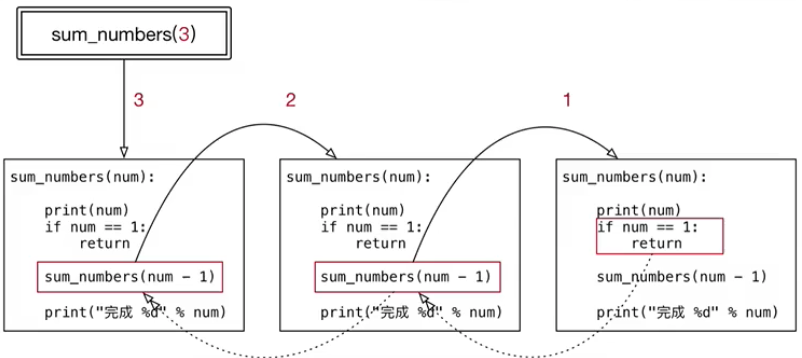 sum_numbers(3)
3
2
1
sum_numbers(num):
print(num)
if num == 1:
return
sum_numbers(num - 1)
print("完成 %d" % num)
sum_numbers(num):
print(num)
if num == 1:
return
sum_numbers(num - 1)
print("完成 %d" % num)
sum_numbers(num):
print(num)
if num == 1:
return
sum_numbers(num - 1)
print("完成 %d" % num)